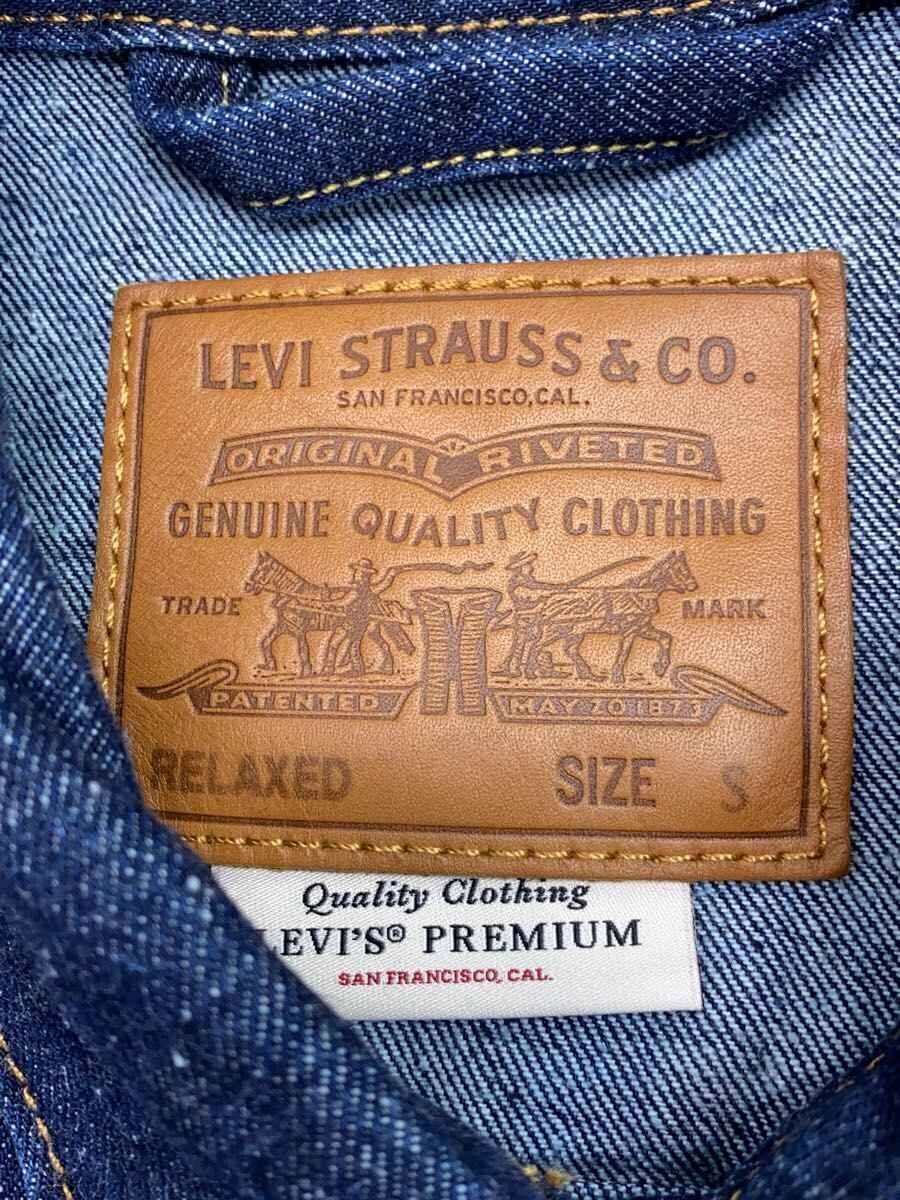 LEVI STRAUSS & CO.
SAN FRANCISCO, CAL.
ORIGINAL RIVETED
GENUINE QUALITY CLOTHING
TRADE MARK
PATENTED MAY 20 1873
RELAXED SIZE S
Quality Clothing
LEVI'S® PREMIUM
SAN FRANCISCO, CAL.